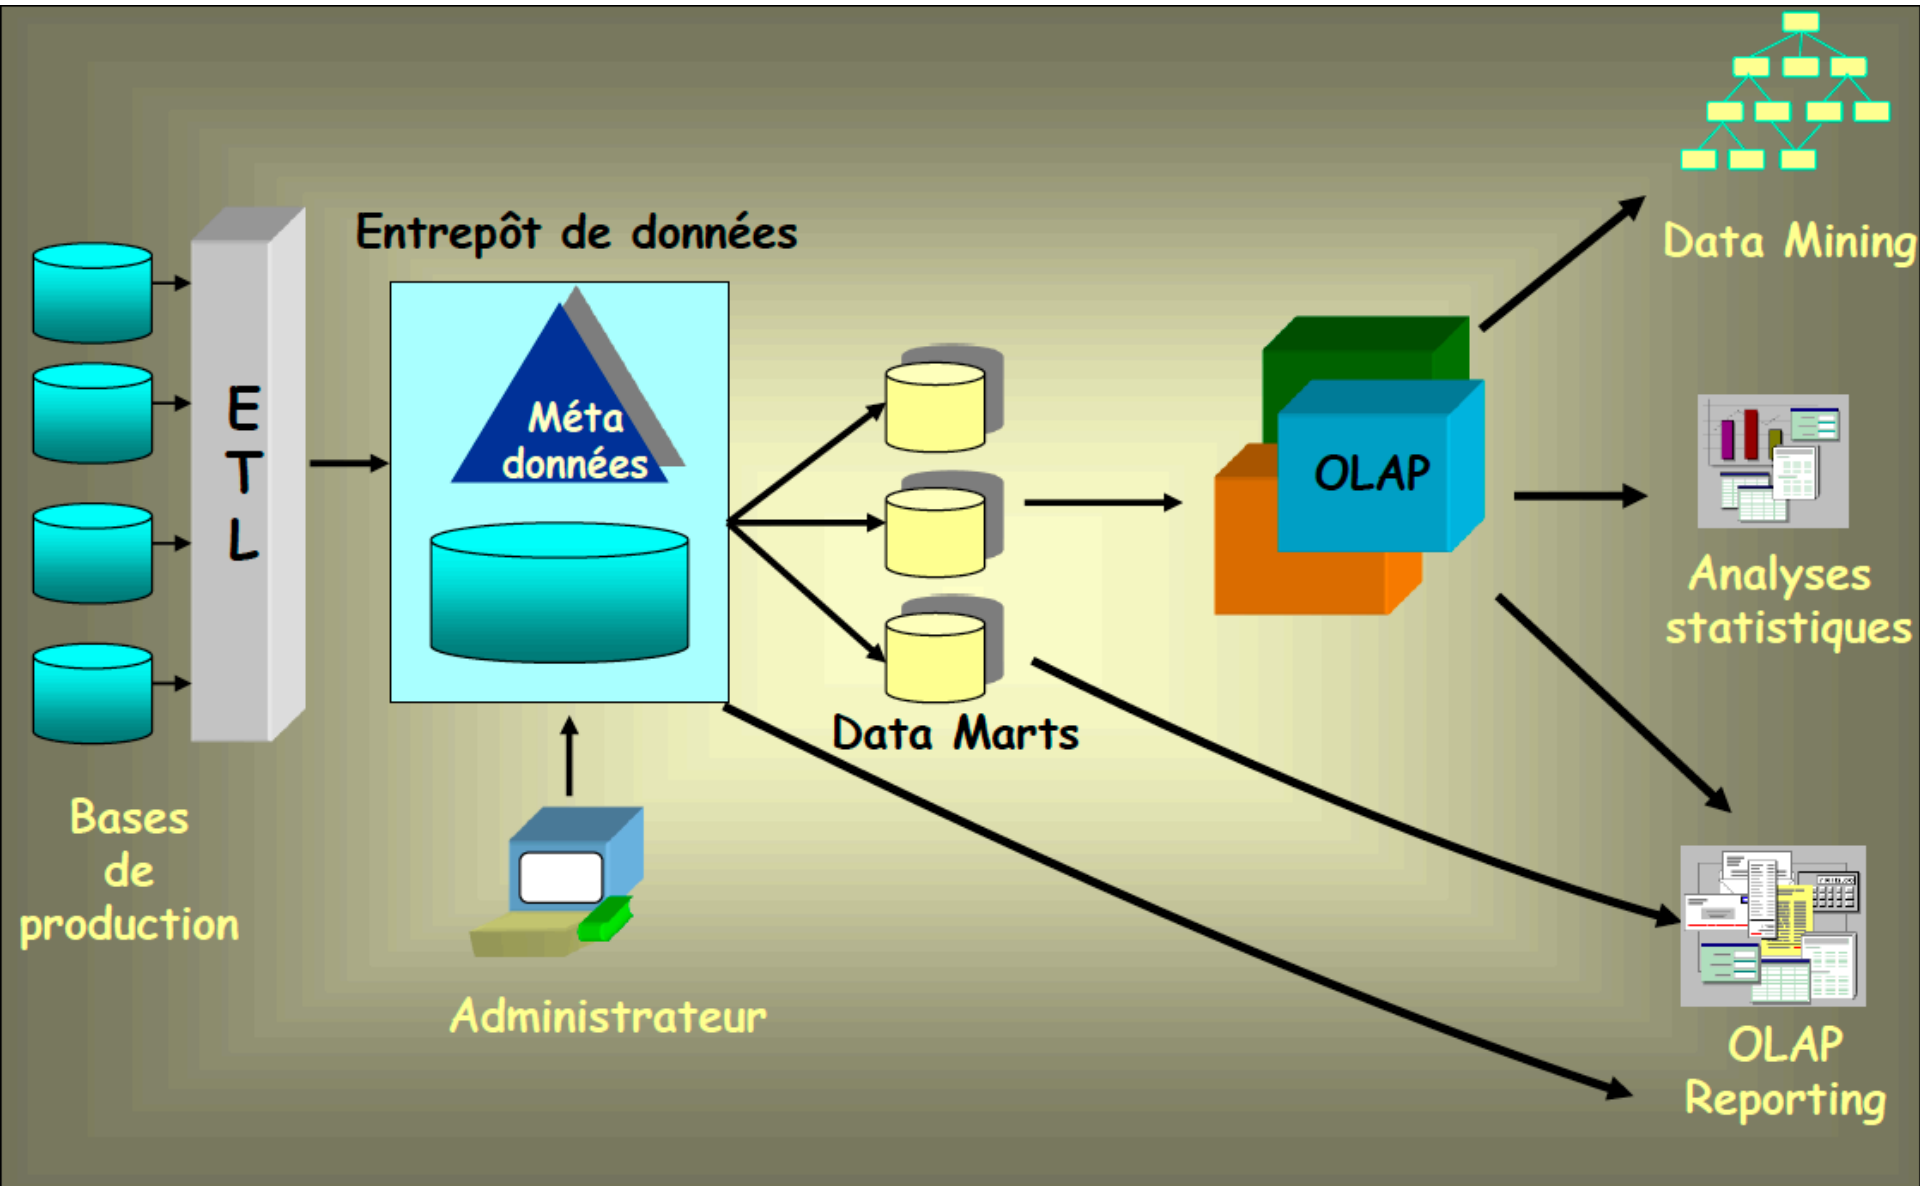 Entrepôt de données
E
T
L
Méta
données
Bases
de
production
Administrateur
Data Marts
OLAP
Data Mining
Analyses
statistiques
OLAP
Reporting